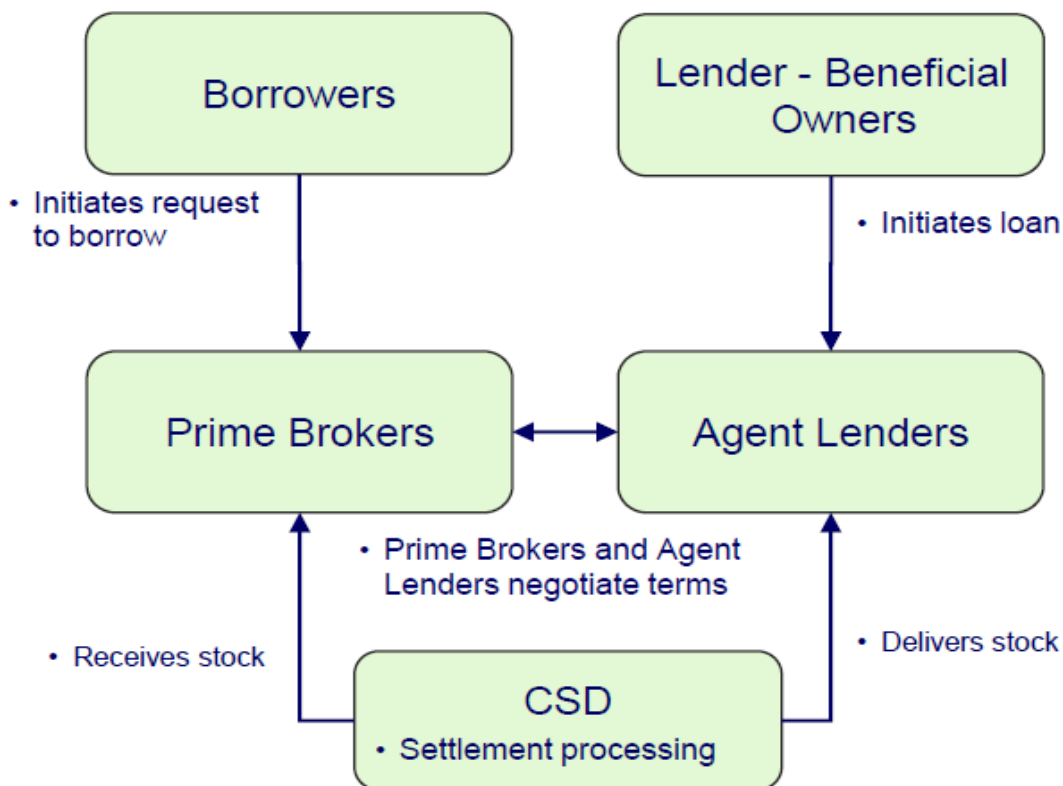 Borrowers
Lender - Beneficial
Owners
• Initiates request
to borrow
• Initiates loan
Prime Brokers
Agent Lenders
• Prime Brokers and Agent
Lenders negotiate terms
• Receives stock
• Delivers stock
CSD
• Settlement processing